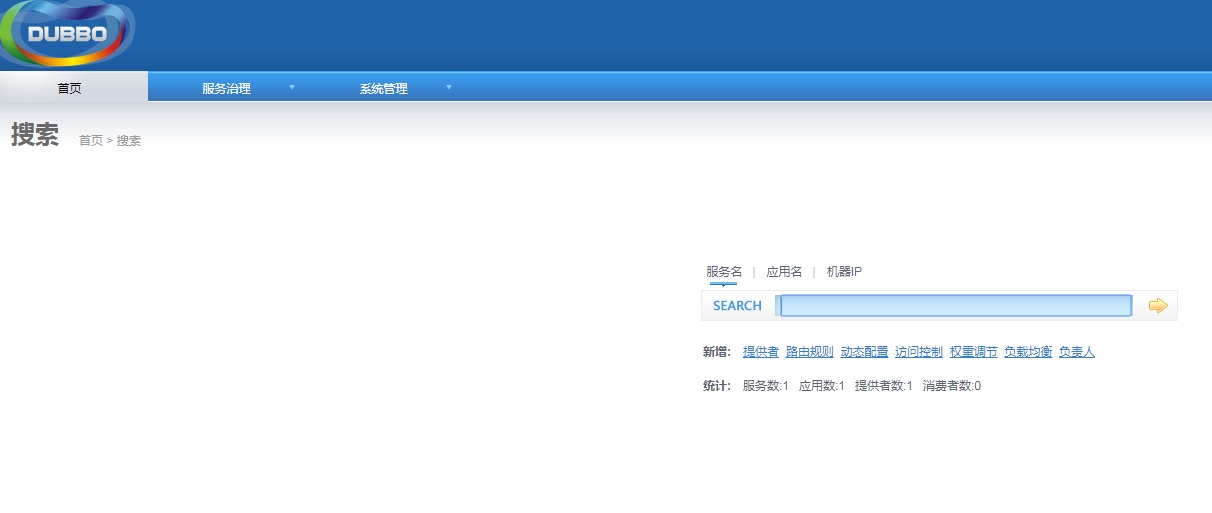 DUBBO
首页 服务治理 系统管理
搜索 首页 > 搜索
服务名 | 应用名 | 机器IP
SEARCH
新增: 提供者 路由规则 动态配置 访问控制 权重调节 负载均衡 负责人
统计: 服务数:1 应用数:1 提供者数:1 消费者数:0